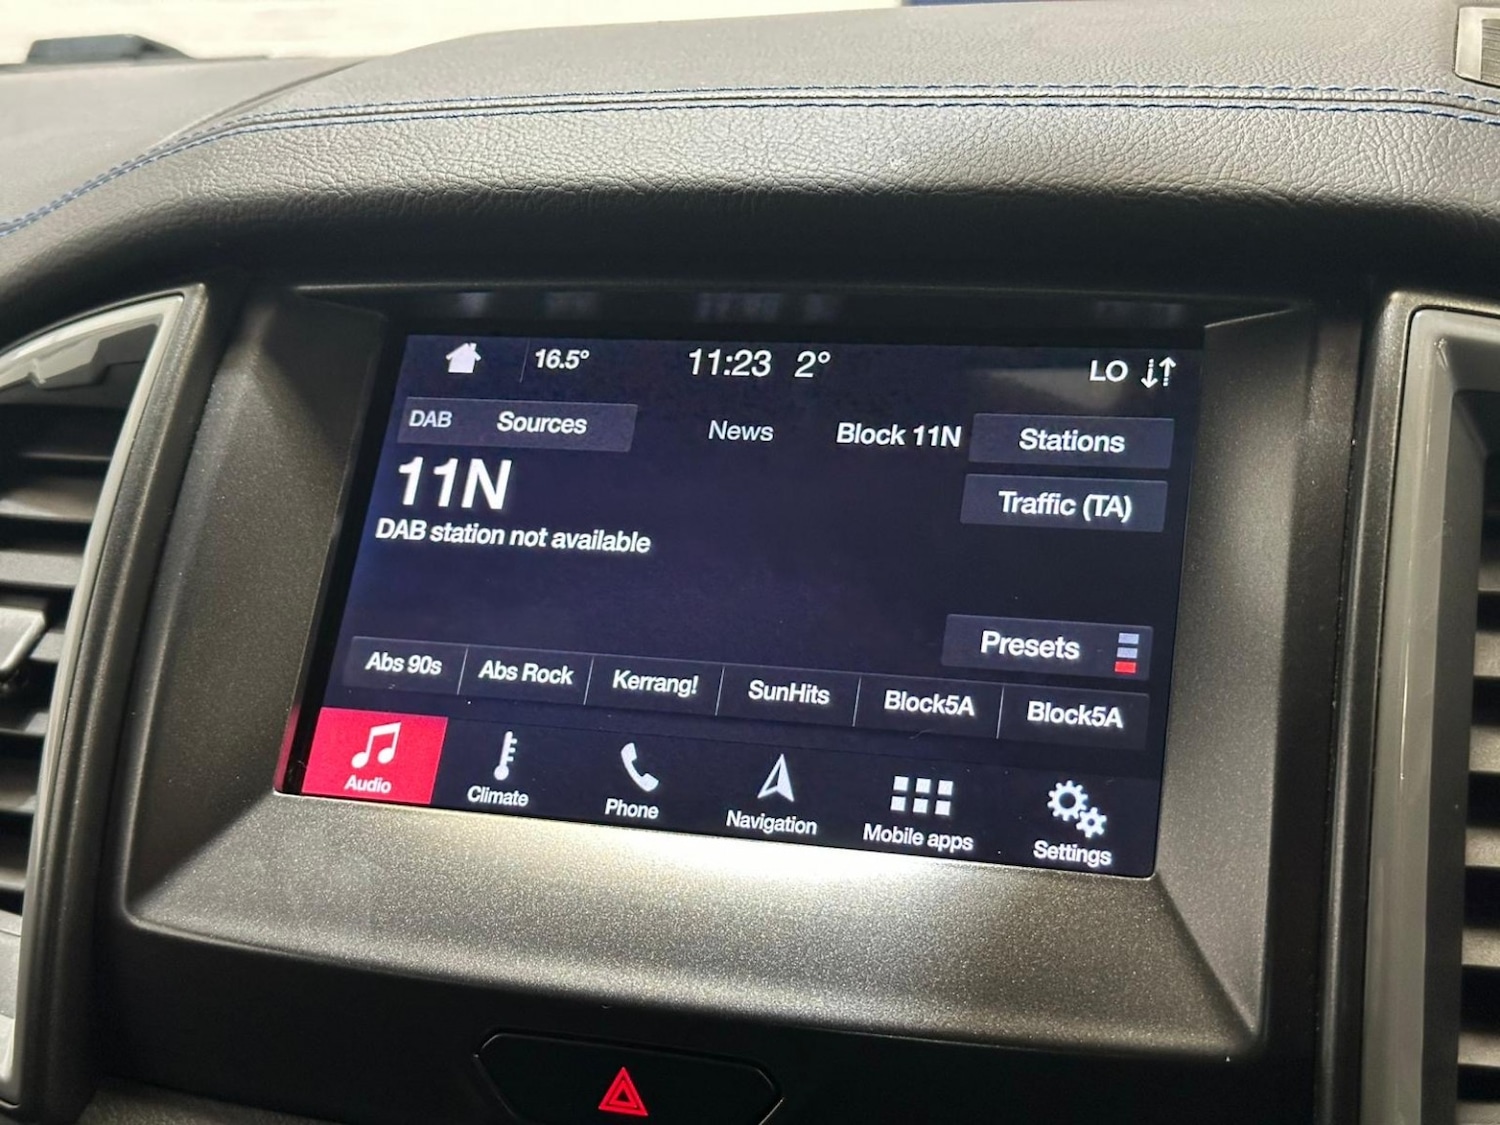 16.5° 11:23 2° LO
DAB Sources News Block 11N Stations
11N
Traffic (TA)
DAB station not available
Presets
Abs 90s Abs Rock Kerrang! SunHits Block5A Block5A
Audio Climate Phone Navigation Mobile apps Settings